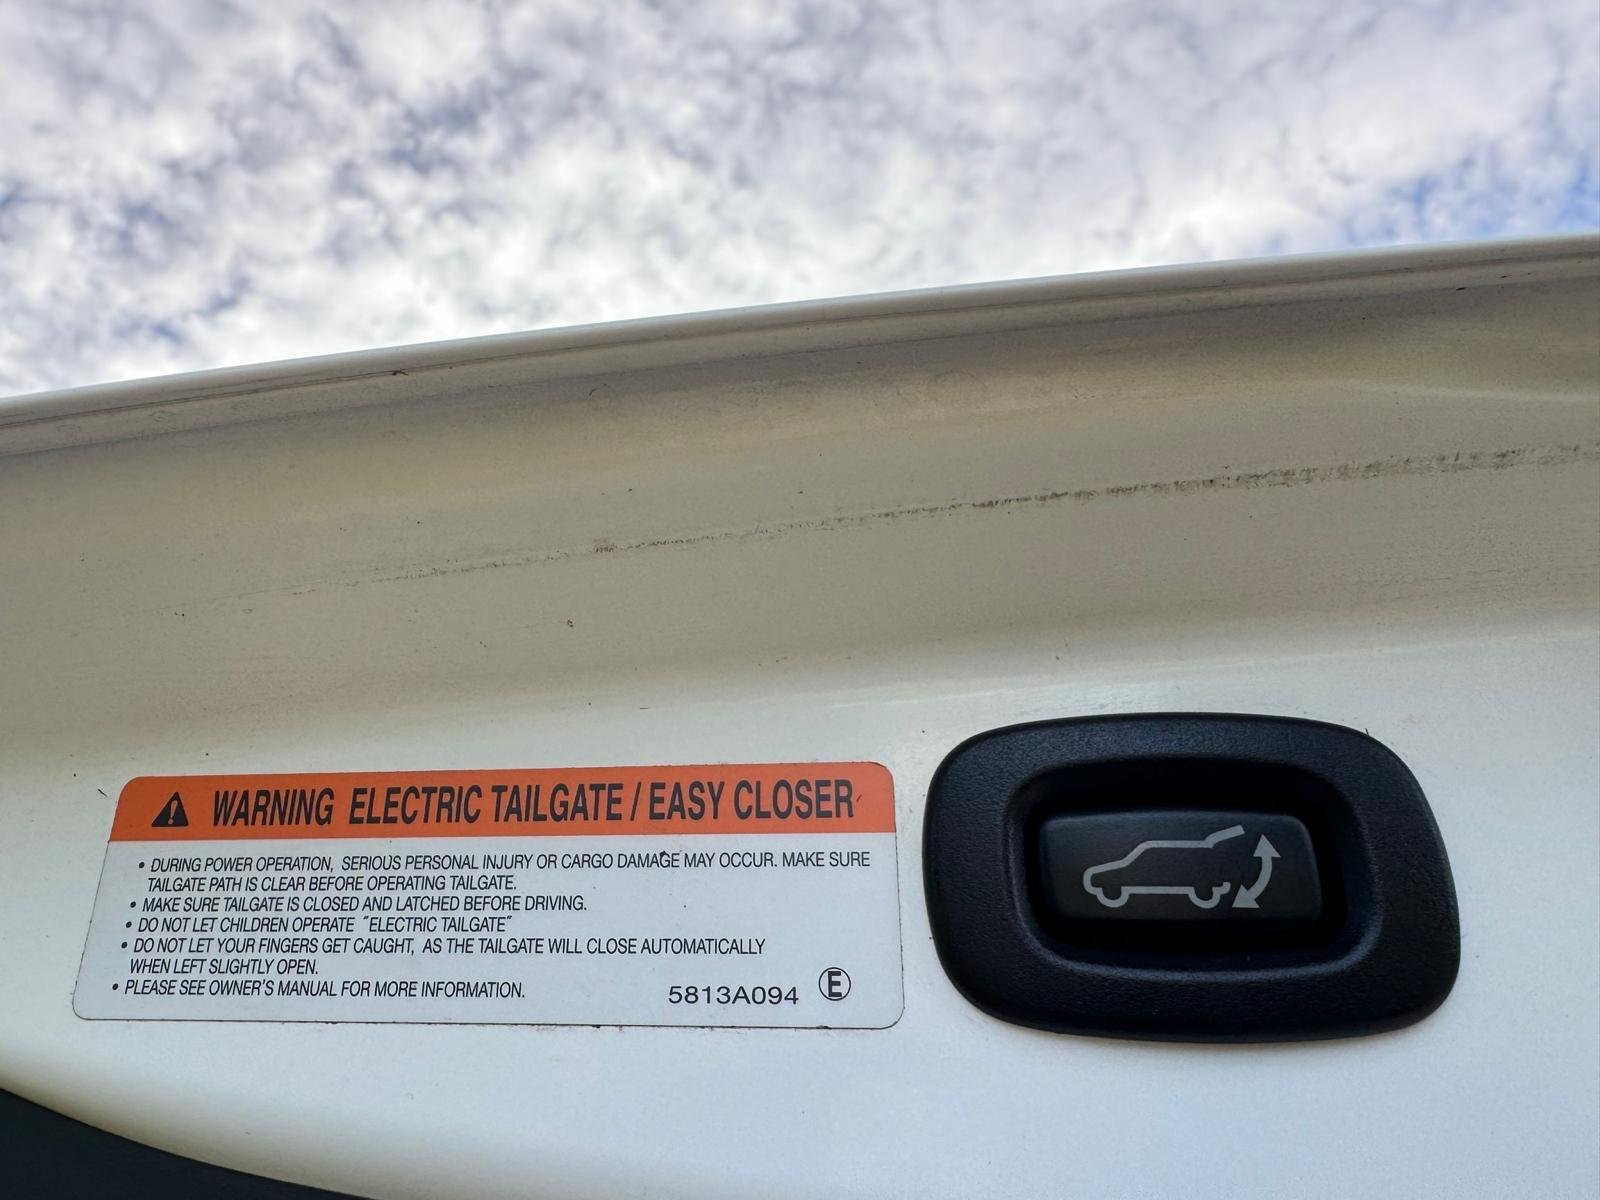 WARNING ELECTRIC TAILGATE / EASY CLOSER
• DURING POWER OPERATION, SERIOUS PERSONAL INJURY OR CARGO DAMAGE MAY OCCUR. MAKE SURE
TAILGATE PATH IS CLEAR BEFORE OPERATING TAILGATE.
• MAKE SURE TAILGATE IS CLOSED AND LATCHED BEFORE DRIVING.
• DO NOT LET CHILDREN OPERATE "ELECTRIC TAILGATE"
• DO NOT LET YOUR FINGERS GET CAUGHT, AS THE TAILGATE WILL CLOSE AUTOMATICALLY
WHEN LEFT SLIGHTLY OPEN.
• PLEASE SEE OWNER'S MANUAL FOR MORE INFORMATION.
5813A094 E